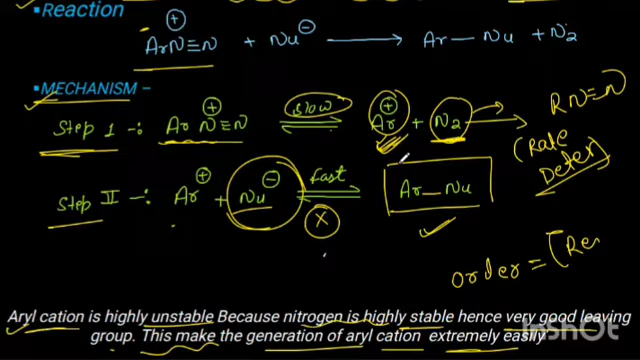 Reaction
⊕
ArN≡N + Nu⊖ ⟶ Ar—Nu + N2
MECHANISM –
Step 1 -: Ar N⊕≡N ⇌ slow Ar⊕ + N2 ⟶ RN≡N
(Rate Deter)
Step II -: Ar⊕ + Nu⊖ ⇌ Fast Ar—Nu
X
order = (Re
Aryl cation is highly unstable Because nitrogen is highly stable hence very good leaving
group. This make the generation of aryl cation extremely easily
InShOt